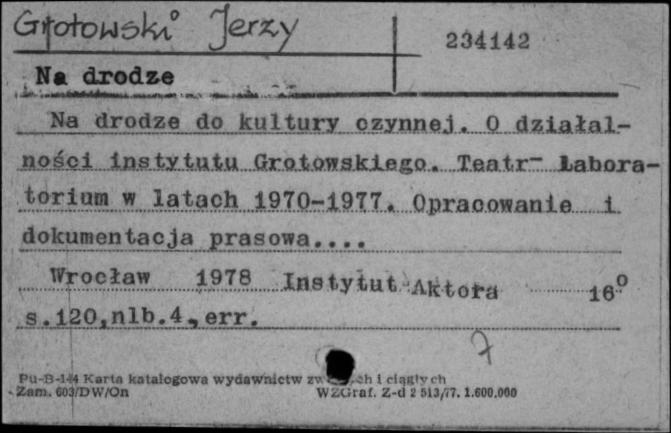 Grotowski Jerzy
234142
Na drodze
Na drodze do kultury czynnej. O działal-
ności instytutu Grotowskiego. Teatr- Labora-
torium w latach 1970-1977. Opracowanie i
dokumentacja prasowa....
Wrocław 1978 Instytut Aktora 16⁰
s.120,nlb.4,err.
7
Pu-B-144 Karta katalogowa wydawnictw i ciągłych
Zam. 603/DW/On WZGraf. Z-d 2 513/77. 1.600.000